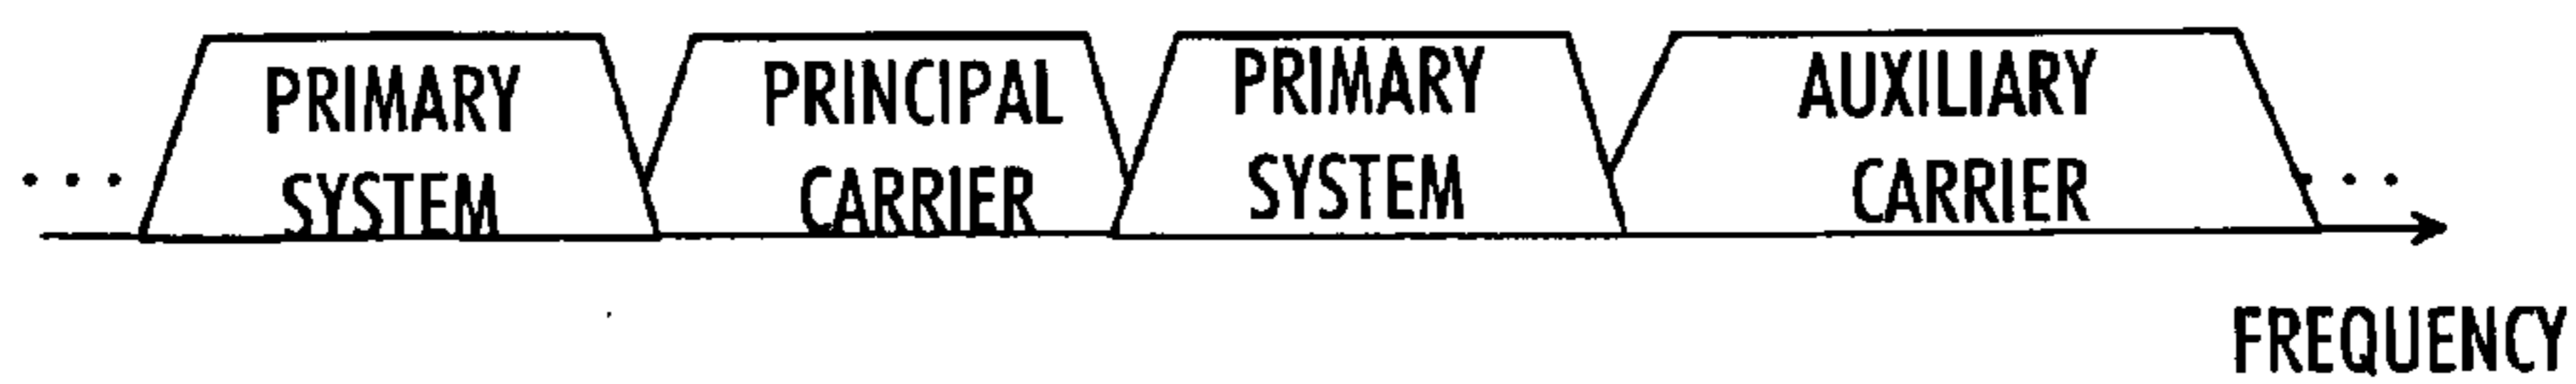 PRIMARY
SYSTEM
PRINCIPAL
CARRIER
PRIMARY
SYSTEM
AUXILIARY
CARRIER
... ...
FREQUENCY